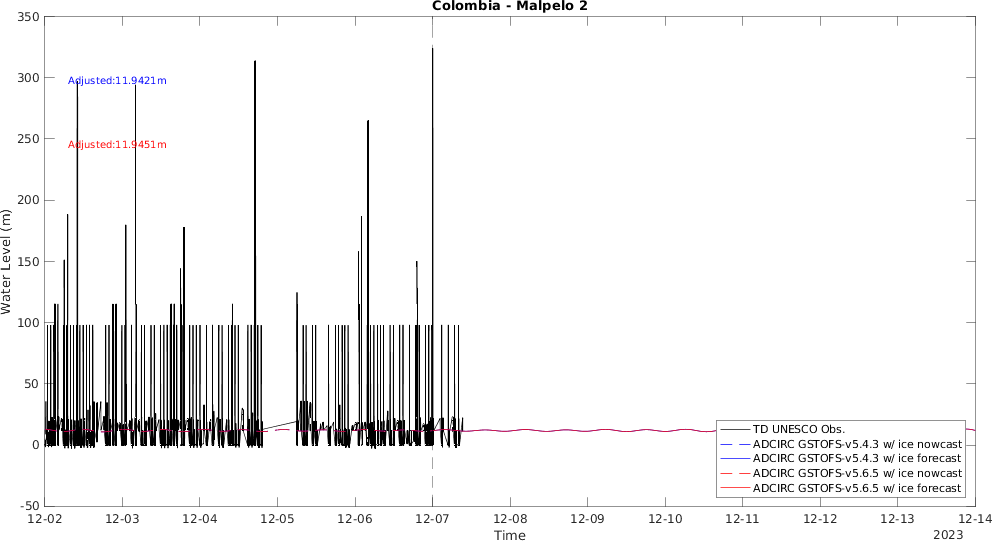 Colombia - Malpelo 2
350
300
250
200
150
100
50
0
-50
Water Level (m)
Adjusted:11.9421m
Adjusted:11.9451m
TD UNESCO Obs.
ADCIRC GSTOFS-v5.4.3 w/ ice nowcast
ADCIRC GSTOFS-v5.4.3 w/ ice forecast
ADCIRC GSTOFS-v5.6.5 w/ ice nowcast
ADCIRC GSTOFS-v5.6.5 w/ ice forecast
12-02 12-03 12-04 12-05 12-06 12-07 12-08 12-09 12-10 12-11 12-12 12-13 12-14
Time
2023